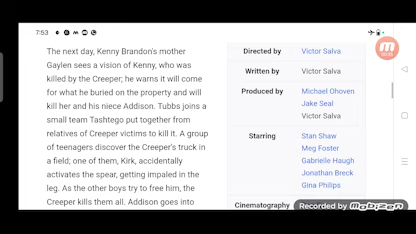 7:53
The next day, Kenny Brandon's mother
Gaylen sees a vision of Kenny, who was
killed by the Creeper; he warns it will come
for what he buried on the property and will
kill her and his niece Addison. Tubbs joins a
small team Tashtego put together from
relatives of Creeper victims to kill it. A group
of teenagers discover the Creeper's truck in
a field; one of them, Kirk, accidentally
activates the spear, getting impaled in the
leg. As the other boys try to free him, the
Creeper kills them all. Addison goes into
Directed by Victor Salva
Written by Victor Salva
Produced by Michael Ohoven
Jake Seal
Victor Salva
Starring Stan Shaw
Meg Foster
Gabrielle Haugh
Jonathan Breck
Gina Philips
Cinematography
Recorded by Mobizen